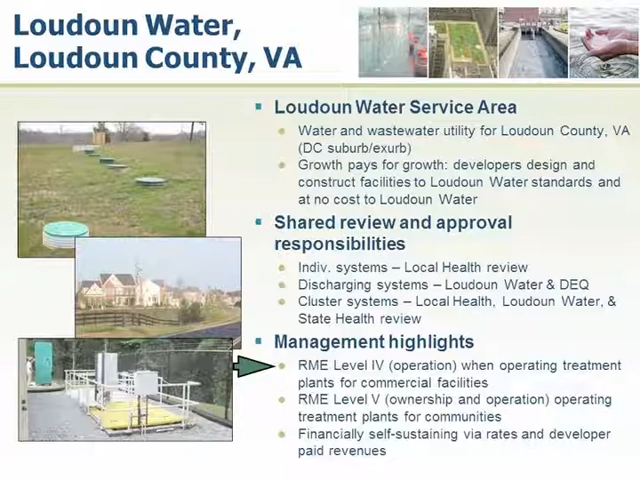 Loudoun Water,
Loudoun County, VA
Loudoun Water Service Area
Water and wastewater utility for Loudoun County, VA
(DC suburb/exurb)
Growth pays for growth: developers design and
construct facilities to Loudoun Water standards and
at no cost to Loudoun Water
Shared review and approval
responsibilities
Indiv. systems – Local Health review
Discharging systems – Loudoun Water & DEQ
Cluster systems – Local Health, Loudoun Water, &
State Health review
Management highlights
RME Level IV (operation) when operating treatment
plants for commercial facilities
RME Level V (ownership and operation) operating
treatment plants for communities
Financially self-sustaining via rates and developer
paid revenues